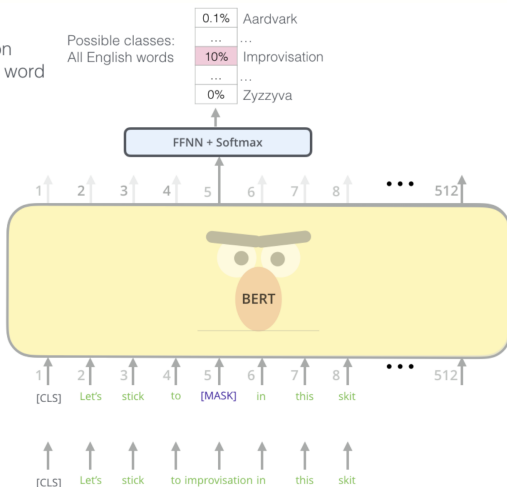 on
word
Possible classes:
All English words
0.1% Aardvark
... ...
10% Improvisation
... ...
0% Zyzzyva
FFNN + Softmax
1 2 3 4 5 6 7 8 ••• 512
BERT
1 2 3 4 5 6 7 8 ••• 512
[CLS] Let's stick to [MASK] in this skit
[CLS] Let's stick to improvisation in this skit